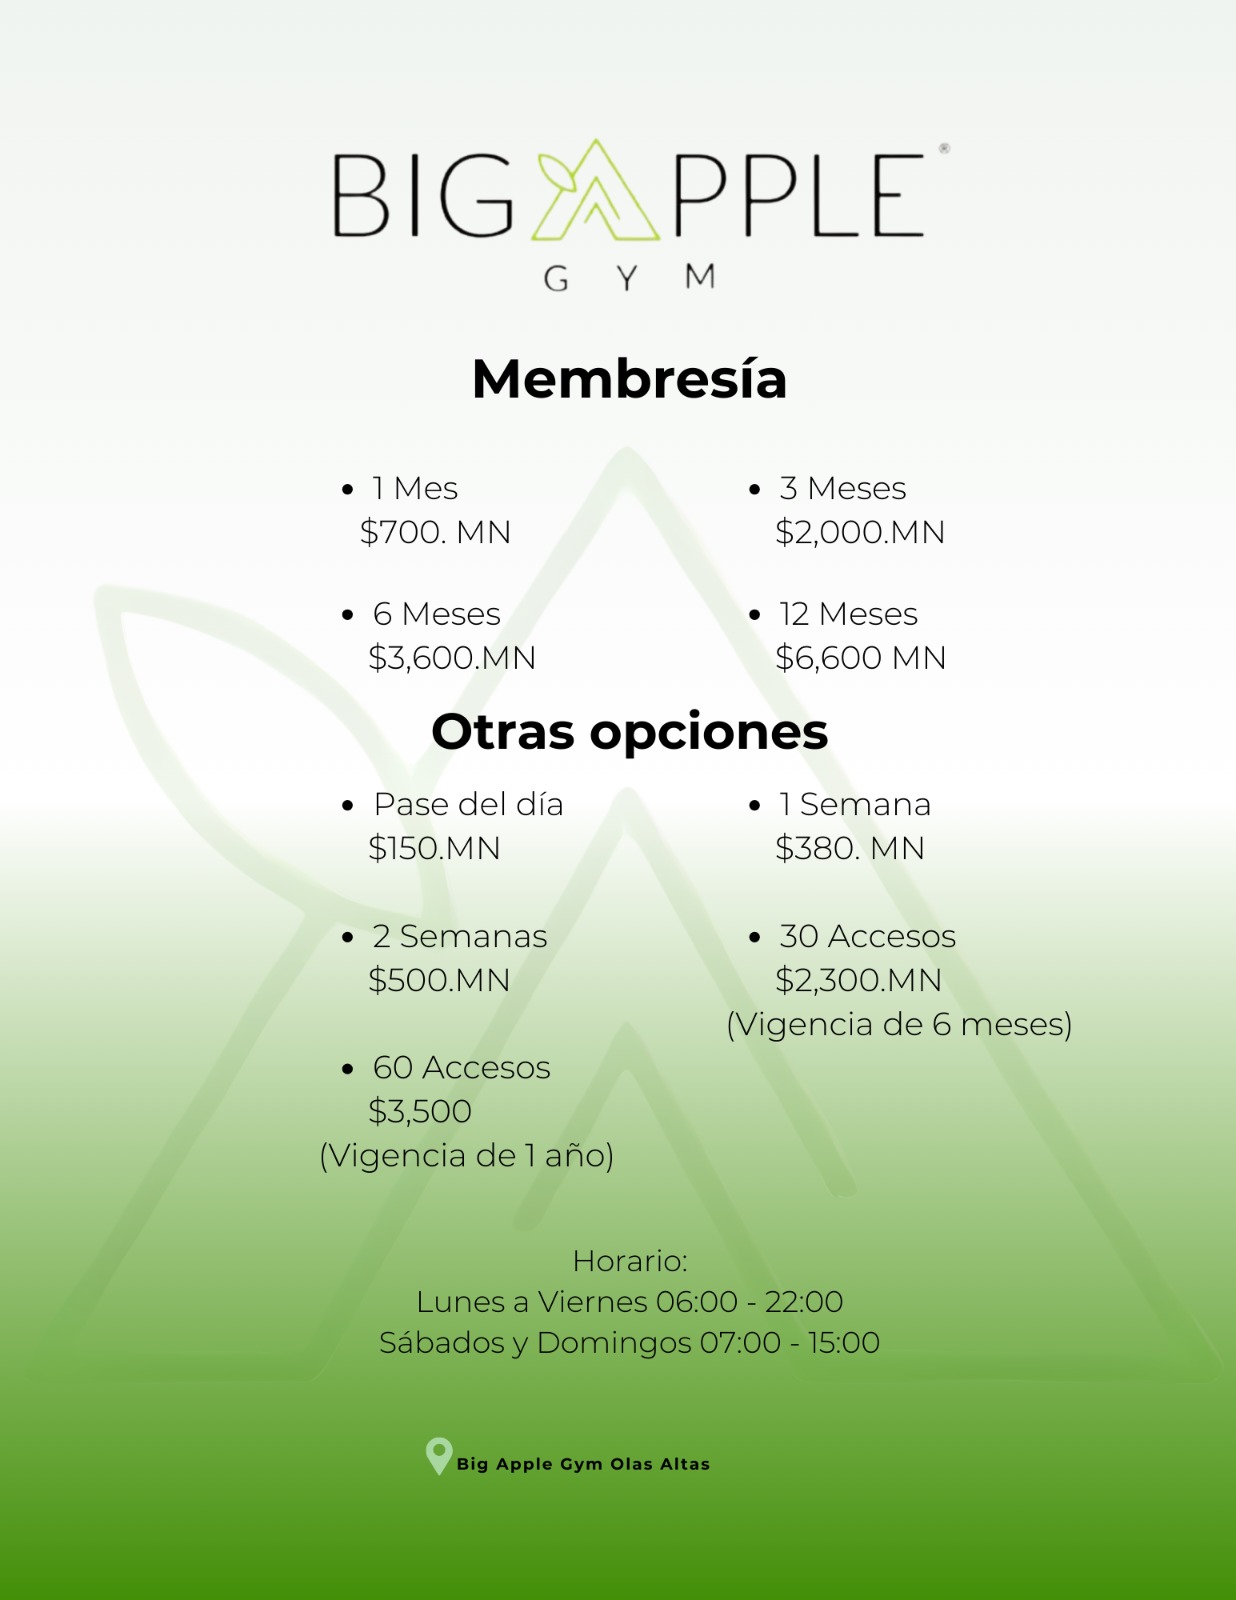 BIG APPLE ®
GYM
Membresía
• 1 Mes
$700. MN
• 3 Meses
$2,000.MN
• 6 Meses
$3,600.MN
• 12 Meses
$6,600 MN
Otras opciones
• Pase del día
$150.MN
• 1 Semana
$380. MN
• 2 Semanas
$500.MN
• 30 Accesos
$2,300.MN
(Vigencia de 6 meses)
• 60 Accesos
$3,500
(Vigencia de 1 año)
Horario:
Lunes a Viernes 06:00 - 22:00
Sábados y Domingos 07:00 - 15:00
Big Apple Gym Olas Altas